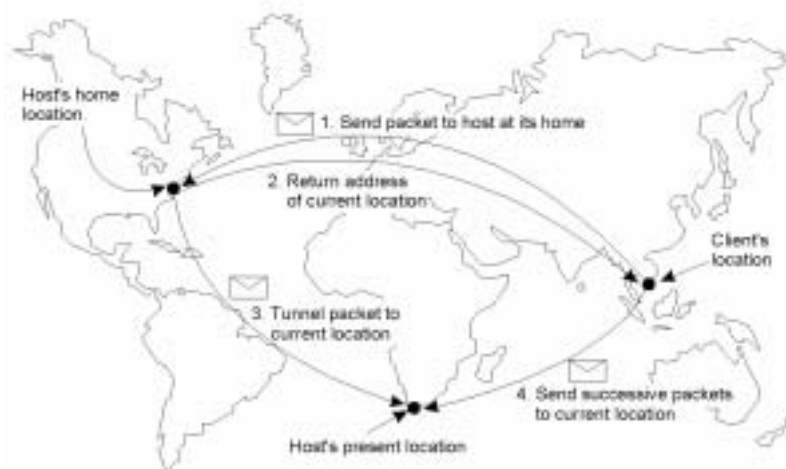 Host's home
location
1. Send packet to host at its home
2. Return address
of current location
Client's
location
3. Tunnel packet to
current location
4. Send successive packets
to current location
Host's present location